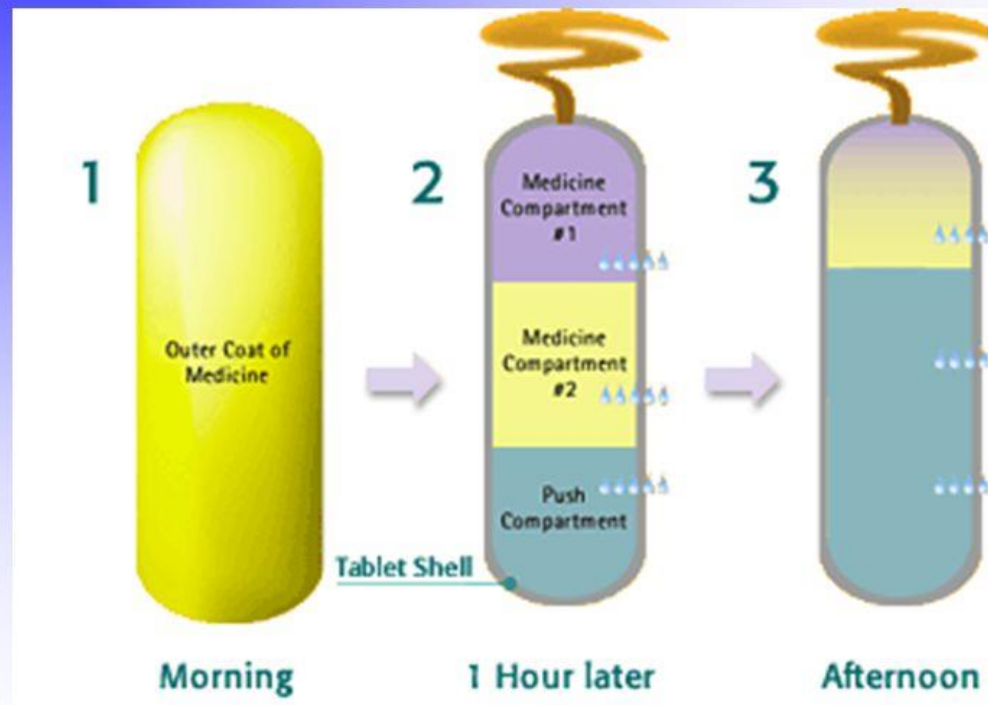 1
Outer Coat of
Medicine
Morning
2
Medicine
Compartment
#1
Medicine
Compartment
#2
Push
Compartment
Tablet Shell
1 Hour later
3
Afternoon